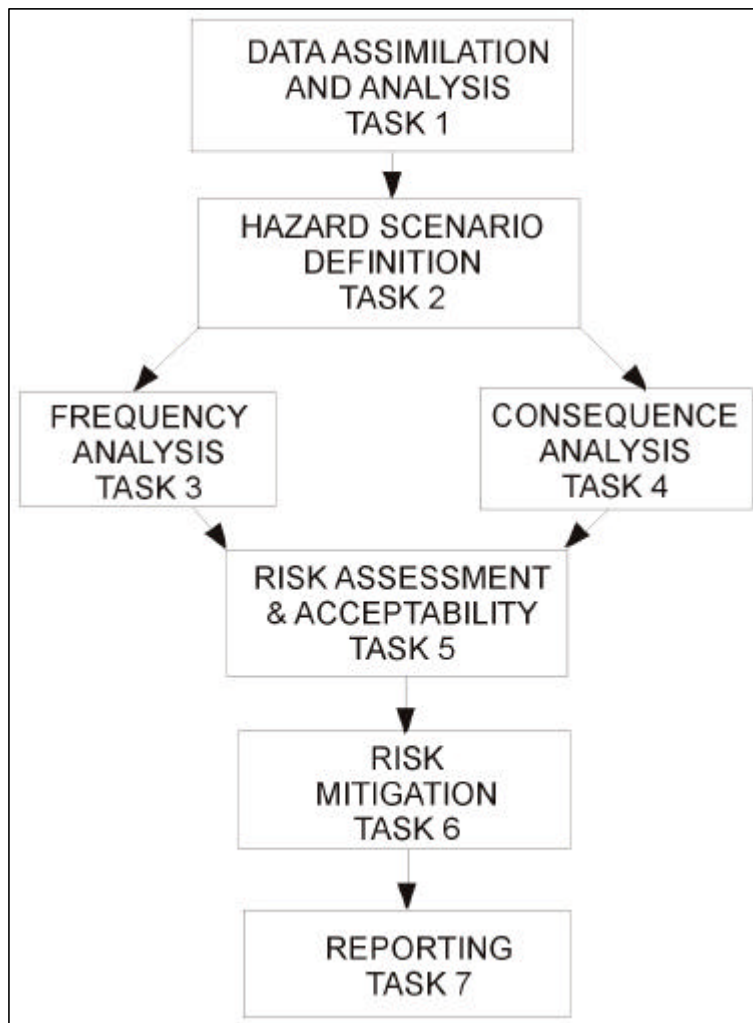 DATA ASSIMILATION
AND ANALYSIS
TASK 1
HAZARD SCENARIO
DEFINITION
TASK 2
FREQUENCY
ANALYSIS
TASK 3
CONSEQUENCE
ANALYSIS
TASK 4
RISK ASSESSMENT
& ACCEPTABILITY
TASK 5
RISK
MITIGATION
TASK 6
REPORTING
TASK 7